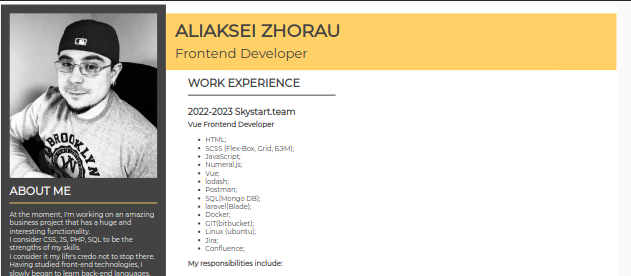 ALIAKSEI ZHORAU
Frontend Developer
WORK EXPERIENCE
2022-2023 Skystart.team
Vue Frontend Developer
HTML;
SCSS (Flex-Box, Grid, БЭМ);
JavaScript;
Numeral.js;
Vue;
lodash;
Postman;
SQL(Mongo DB);
laravel(Blade);
Docker;
GIT(bitbucket);
Linux (ubuntu);
Jira;
Confluence;
My responsibilities include:
BROOKLYN
ABOUT ME
At the moment, I'm working on an amazing
business project that has a huge and
interesting functionality.
I consider CSS, JS, PHP, SQL to be the
strengths of my skills.
I consider it my life's credo not to stop there.
Having studied front-end technologies, I
slowly began to learn back-end languages,